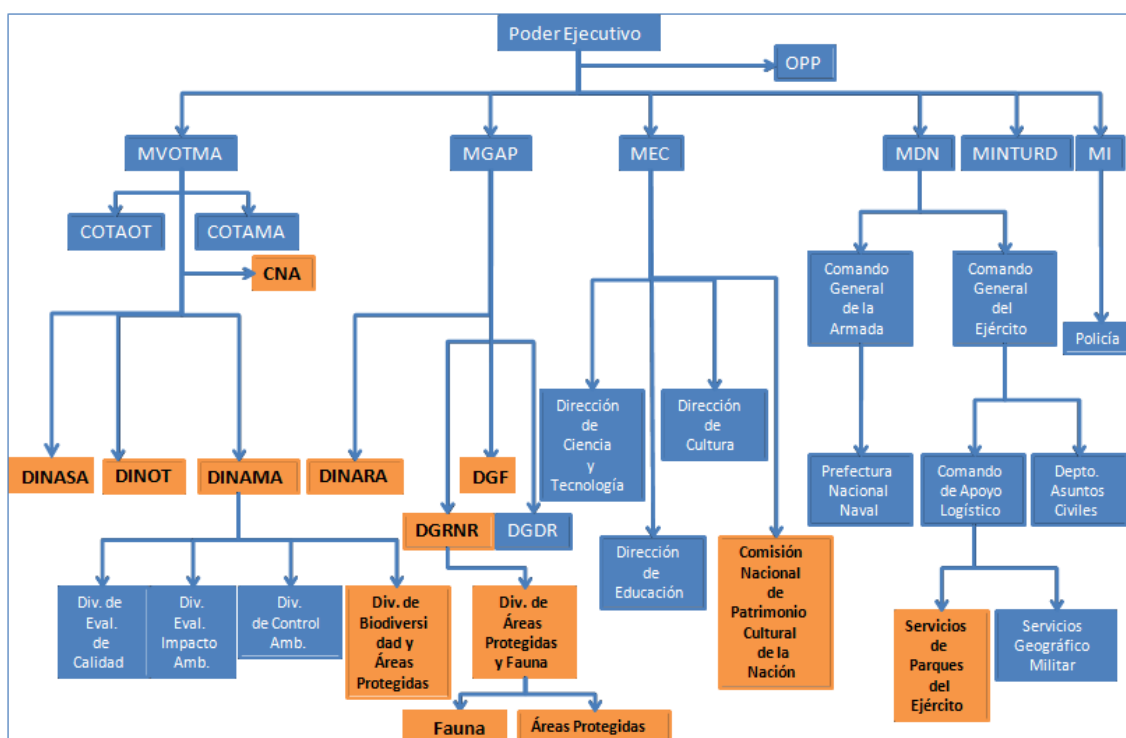 Poder Ejecutivo
OPP
MVOTMA
MGAP
MEC
MDN
MINTURD
MI
COTAOT
COTAMA
CNA
Comando
General
de la
Armada
Comando
General
del
Ejército
Policía
DINASA
DINOT
DINAMA
DINARA
DGF
DGRNR
DGDR
Dirección
de
Ciencia
y
Tecnología
Dirección
de
Cultura
Dirección
de
Educación
Comisión
Nacional
de
Patrimonio
Cultural
de la
Nación
Prefectura
Nacional
Naval
Comando
de Apoyo
Logístico
Depto.
Asuntos
Civiles
Div. de
Eval.
de
Calidad
Div.
Eval.
Impacto
Amb.
Div.
de Control
Amb.
Div. de
Biodiversi
dad y
Áreas
Protegidas
Div. de
Áreas
Protegidas
y Fauna
Servicios
de
Parques
del
Ejército
Servicios
Geográfico
Militar
Fauna
Áreas Protegidas